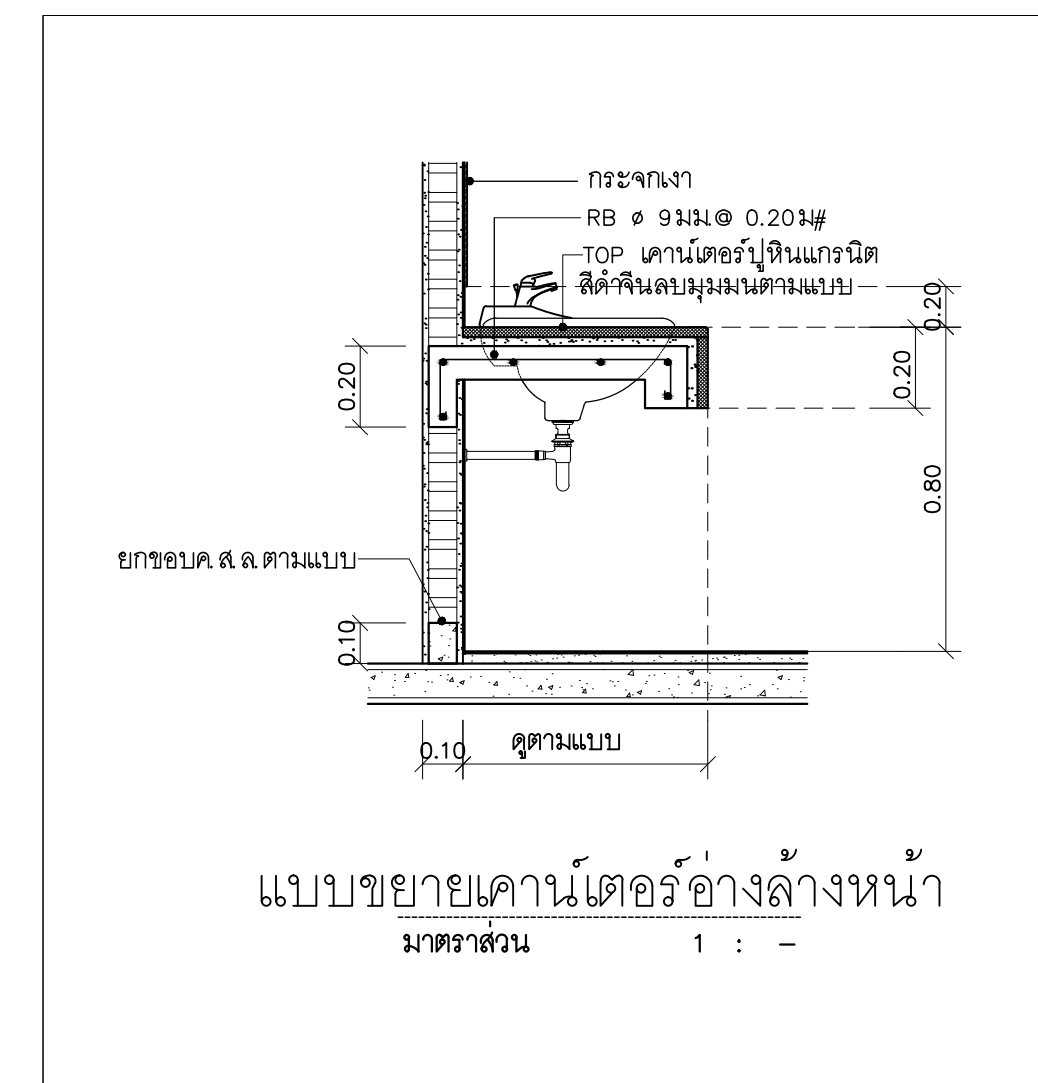 กระจกเงา
RB ø 9มม.@ 0.20ม#
TOP เคาน์เตอร์ปูหินแกรนิต
สีดำจีนลบมุมมนตามแบบ
0.20
0.20
0.20
0.80
ยกขอบค.ส.ล.ตามแบบ
0.10
0.10
ดูตามแบบ
แบบขยายเคาน์เตอร์อ่างล้างหน้า
มาตราส่วน 1 : -